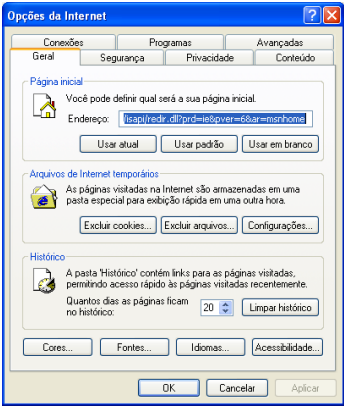 Opções da Internet
Conexões Programas Avançadas
Geral Segurança Privacidade Conteúdo
Página inicial
Você pode definir qual será a sua página inicial.
Endereço: /isapi/redir.dll?prd=ie&pver=6&ar=msnhome
Usar atual Usar padrão Usar em branco
Arquivos de Internet temporários
As páginas visitadas na Internet são armazenadas em uma
pasta especial para exibição rápida em uma outra hora.
Excluir cookies... Excluir arquivos... Configurações...
Histórico
A pasta 'Histórico' contém links para as páginas visitadas,
permitindo acesso rápido às páginas visitadas recentemente.
Quantos dias as páginas ficam
no histórico: 20 Limpar histórico
Cores... Fontes... Idiomas... Acessibilidade...
OK Cancelar Aplicar